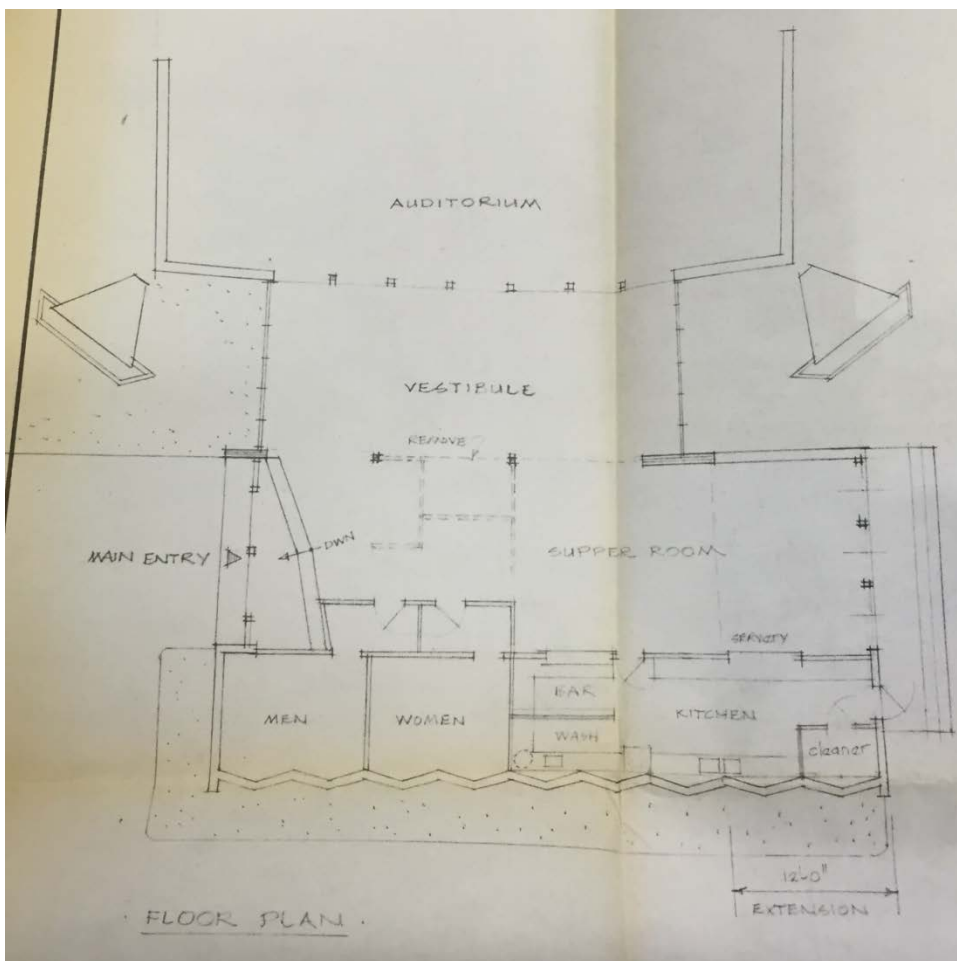 AUDITORIUM
VESTIBULE
REMOVE?
MAIN ENTRY
DWN
SUPPER ROOM
SERVERY
MEN
WOMEN
BAR
WASH
KITCHEN
cleaner
12'-0"
EXTENSION
FLOOR PLAN.